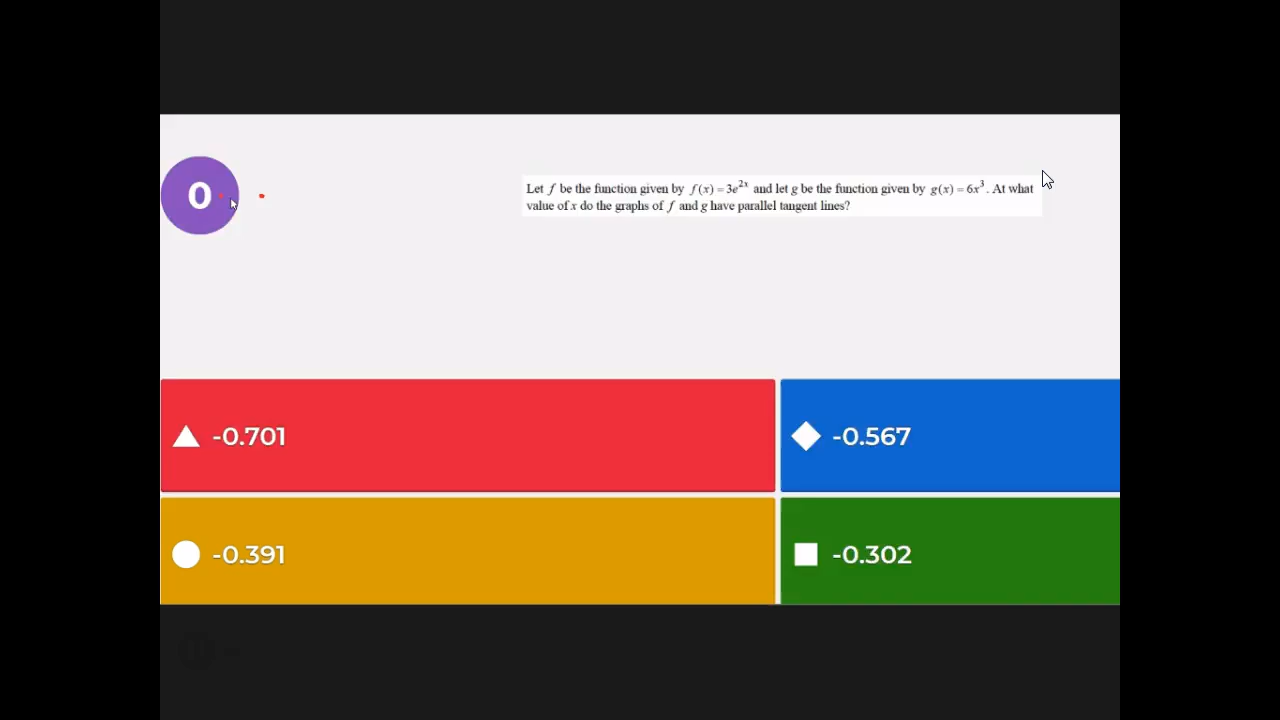 0
Let f be the function given by f(x) = 3e^{2x} and let g be the function given by g(x) = 6x^3. At what
value of x do the graphs of f and g have parallel tangent lines?
-0.701
-0.567
-0.391
-0.302